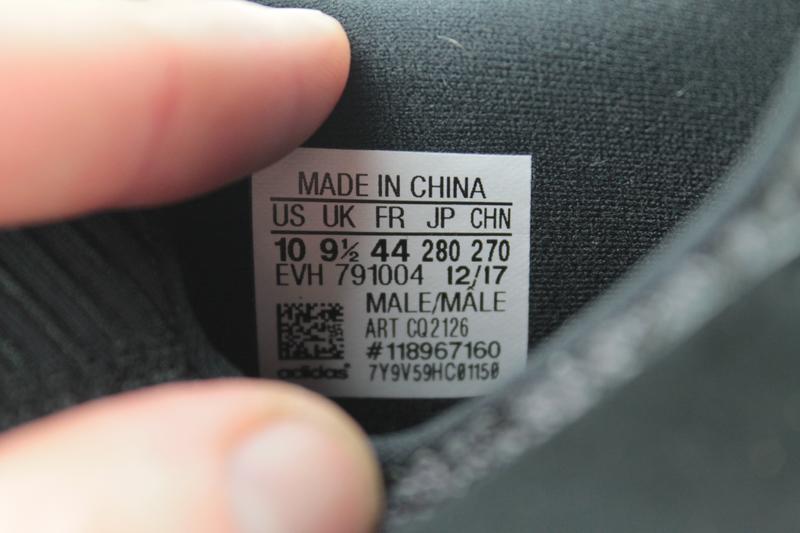 MADE IN CHINA
US UK FR JP CHN
10 9½ 44 280 270
EVH 791004 12/17
MALE/MÂLE
ART CQ2126
#118967160
adidas 7Y9V59HC01150